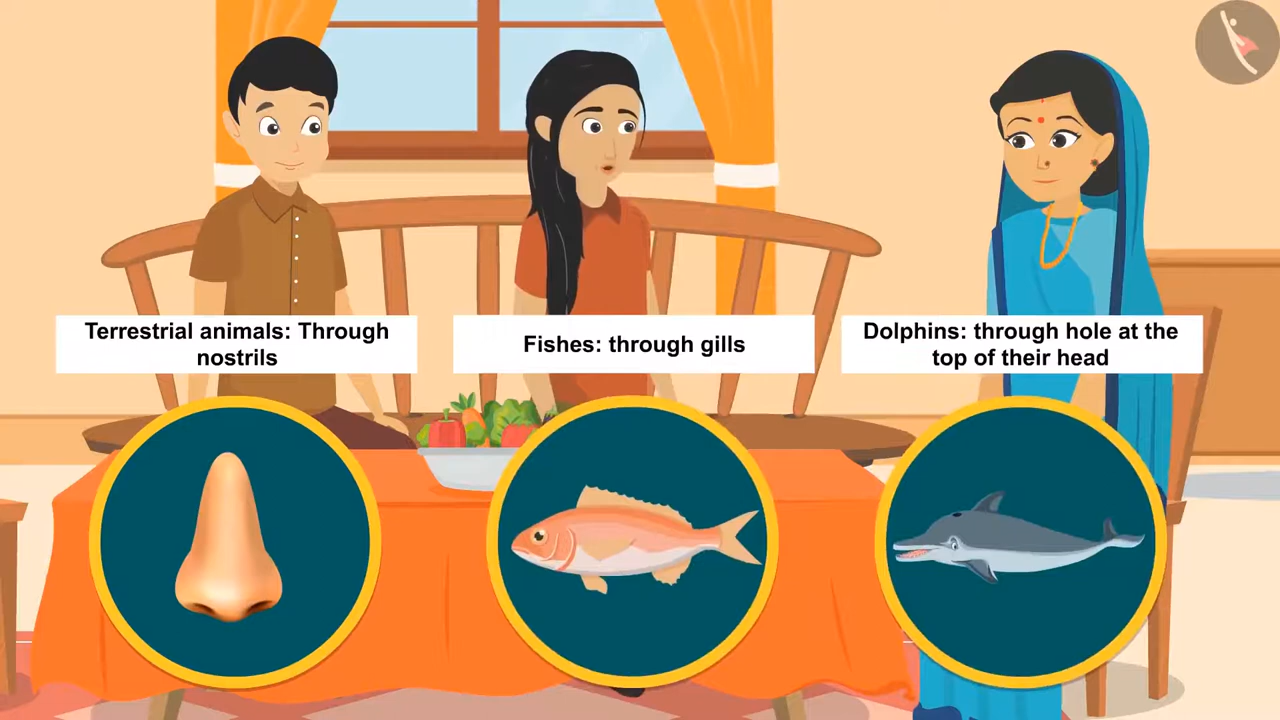 Terrestrial animals: Through
nostrils
Fishes: through gills
Dolphins: through hole at the
top of their head